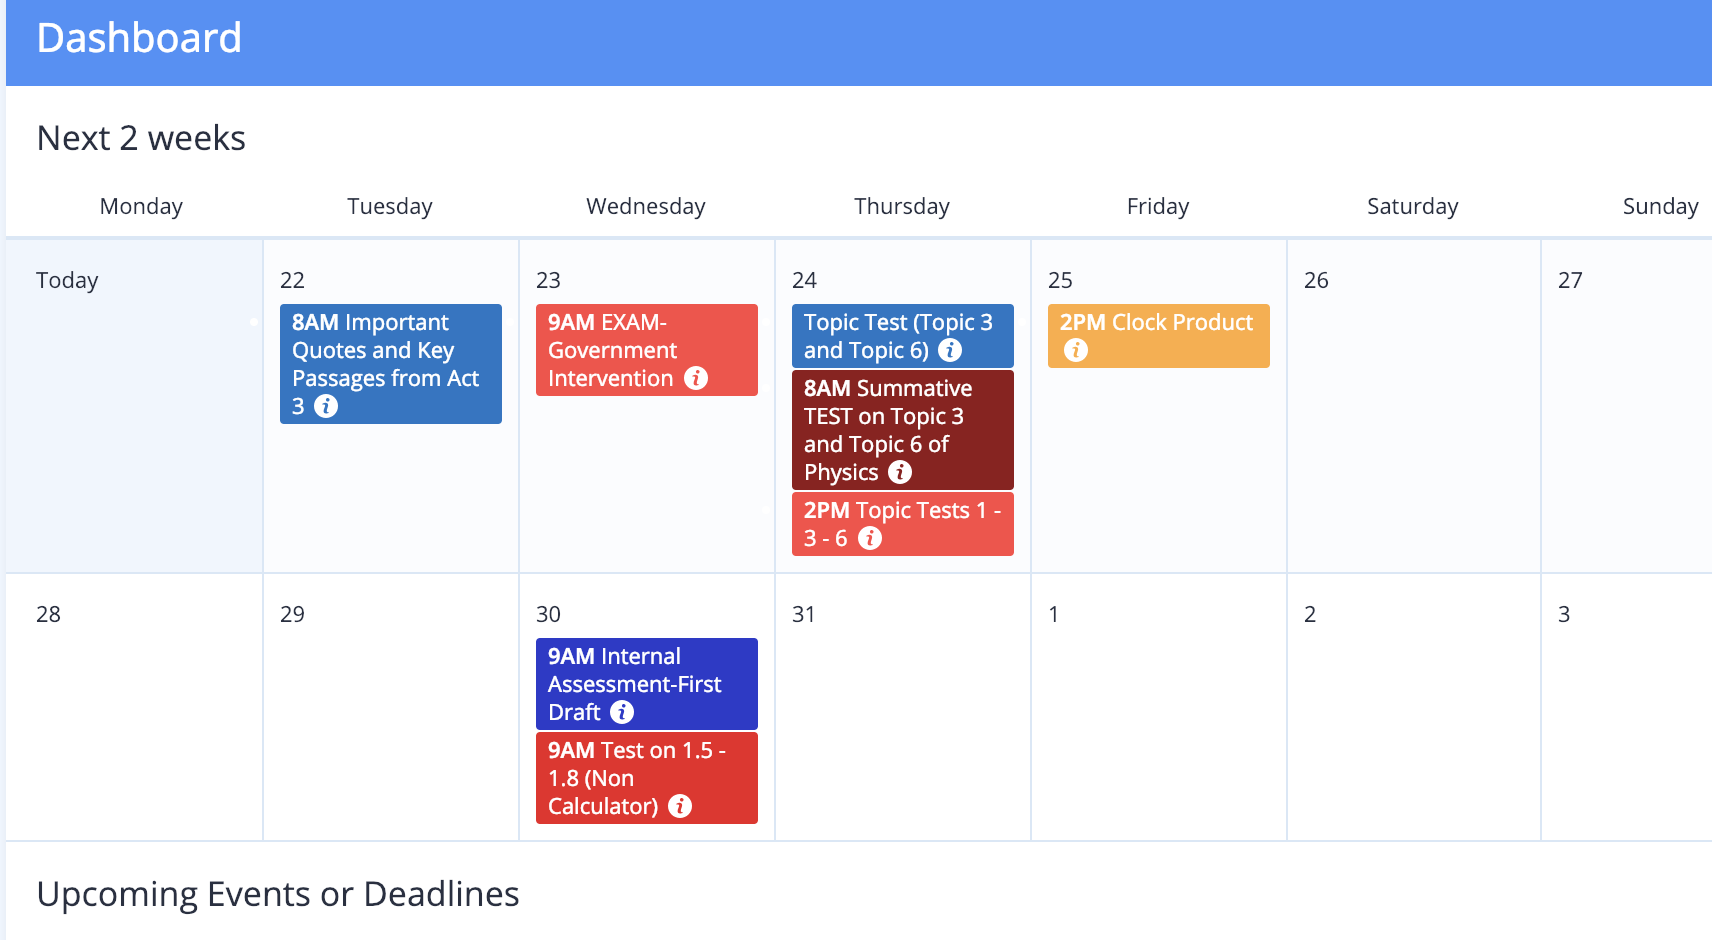 Dashboard
Next 2 weeks
Monday
Tuesday
Wednesday
Thursday
Friday
Saturday
Sunday
Today
22
8AM Important
Quotes and Key
Passages from Act
3 i
23
9AM EXAM-
Government
Intervention i
24
Topic Test (Topic 3
and Topic 6) i
8AM Summative
TEST on Topic 3
and Topic 6 of
Physics i
2PM Topic Tests 1 -
3 - 6 i
25
2PM Clock Product
i
26
27
28
29
30
9AM Internal
Assessment-First
Draft i
9AM Test on 1.5 -
1.8 (Non
Calculator) i
31
1
2
3
Upcoming Events or Deadlines